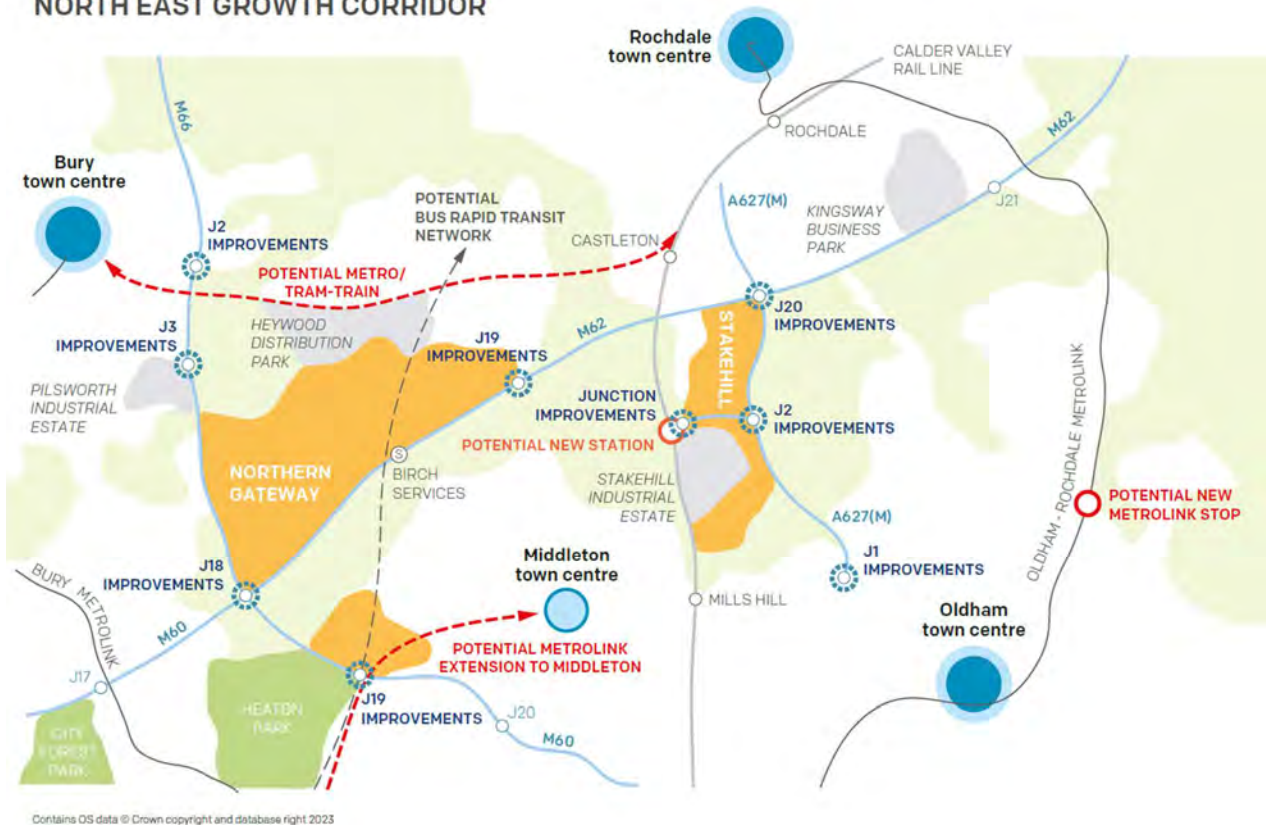 NORTH EAST GROWTH CORRIDOR
Rochdale
town centre
CALDER VALLEY
RAIL LINE
M66
ROCHDALE
M62
Bury
town centre
POTENTIAL
BUS RAPID TRANSIT
NETWORK
A627(M)
KINGSWAY
BUSINESS
PARK
J21
J2
IMPROVEMENTS
CASTLETON
POTENTIAL METRO/
TRAM-TRAIN
J20
IMPROVEMENTS
J3
IMPROVEMENTS
HEYWOOD
DISTRIBUTION
PARK
J19
IMPROVEMENTS
M62
STAKEHILL
PILSWORTH
INDUSTRIAL
ESTATE
JUNCTION
IMPROVEMENTS
J2
IMPROVEMENTS
POTENTIAL NEW STATION
OLDHAM - ROCHDALE METROLINK
S
BIRCH
SERVICES
NORTHERN
GATEWAY
STAKEHILL
INDUSTRIAL
ESTATE
POTENTIAL NEW
METROLINK STOP
A627(M)
J18
IMPROVEMENTS
Middleton
town centre
J1
IMPROVEMENTS
BURY METROLINK
MILLS HILL
Oldham
town centre
M60
POTENTIAL METROLINK
EXTENSION TO MIDDLETON
J17
HEATON
PARK
J19
IMPROVEMENTS
J20
M60
CITY
FOREST
PARK
Contains OS data © Crown copyright and database right 2023